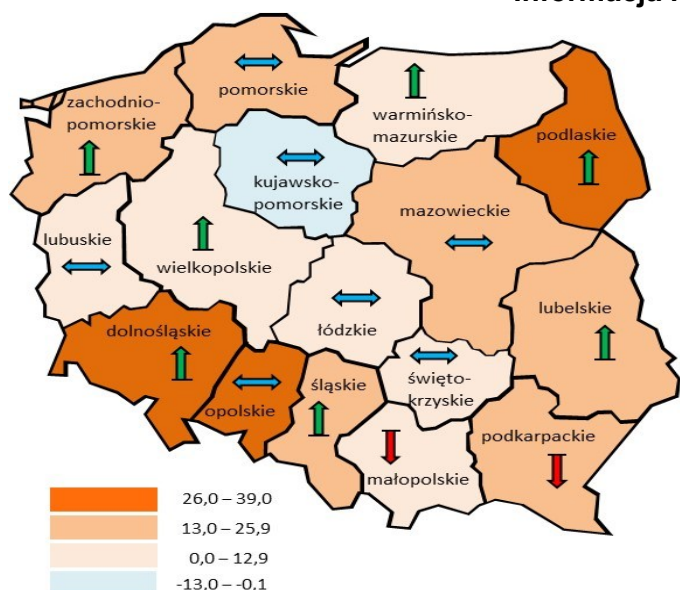 pomorskie
zachodnio-
pomorskie
warmińsko-
mazurskie
podlaskie
kujawsko-
pomorskie
mazowieckie
lubuskie
wielkopolskie
łódzkie
lubelskie
dolnośląskie
opolskie
śląskie
święto-
krzyskie
małopolskie
podkarpackie
26,0 – 39,0
13,0 – 25,9
0,0 – 12,9
-13,0 – -0,1